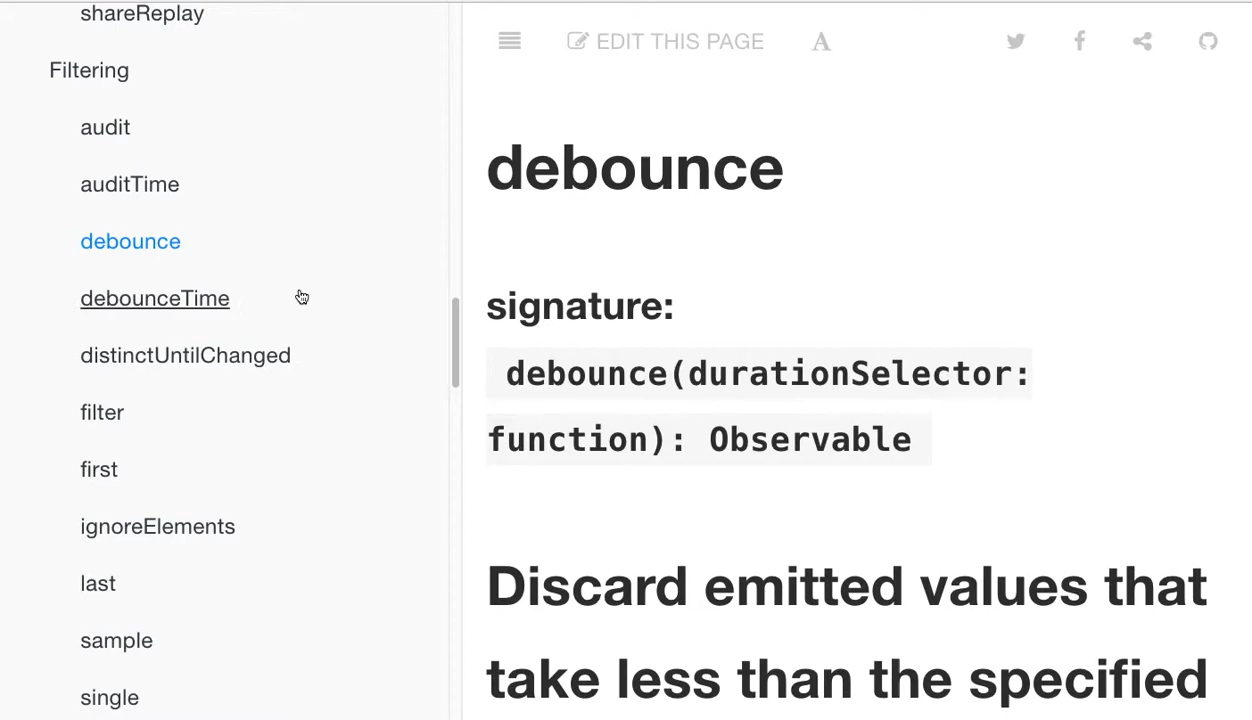 shareReplay
Filtering
audit
auditTime
debounce
debounceTime
distinctUntilChanged
filter
first
ignoreElements
last
sample
single
EDIT THIS PAGE
A
debounce
signature:
debounce(durationSelector:
function): Observable
Discard emitted values that
take less than the specified